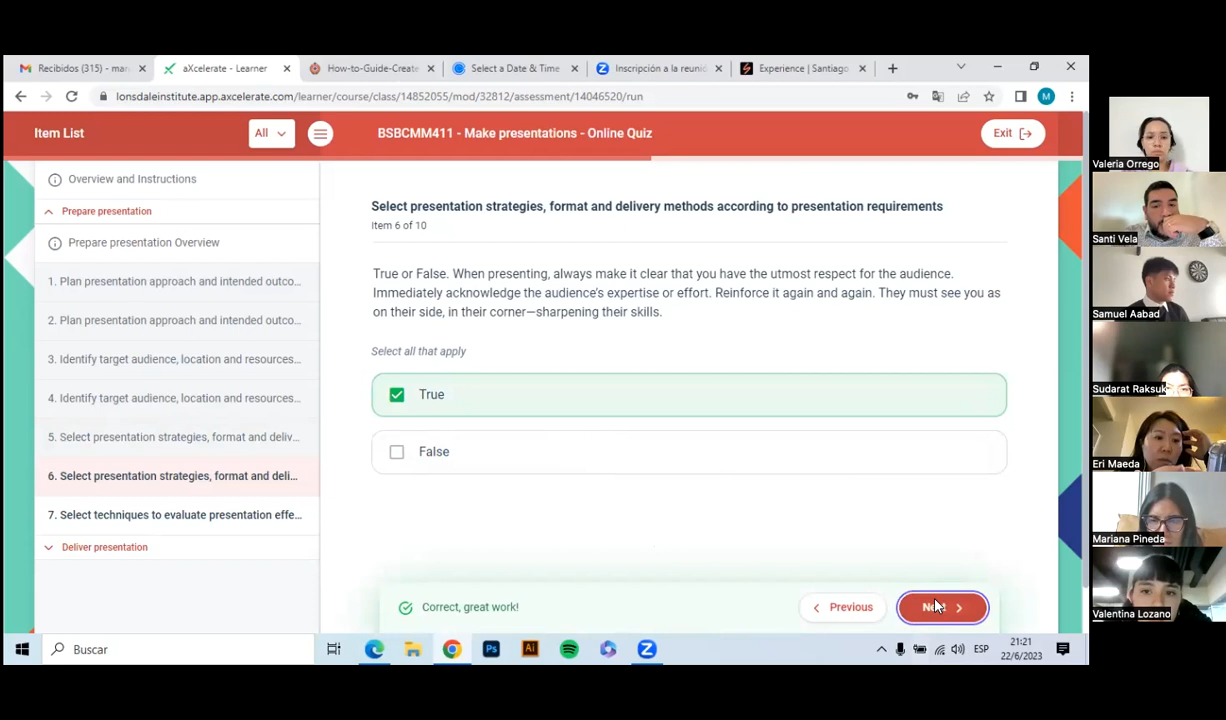 Recibidos (315) - mar
aXcelerate - Learner
How-to-Guide-Create
Select a Date & Time
Inscripción a la reunió
Experience | Santiago
lonsdaleinstitute.app.axcelerate.com/learner/course/class/14852055/mod/32812/assessment/14046520/run
M
Item List
All
BSBCMM411 - Make presentations - Online Quiz
Exit
Overview and Instructions
Prepare presentation
Prepare presentation Overview
1. Plan presentation approach and intended outco...
2. Plan presentation approach and intended outco...
3. Identify target audience, location and resources...
4. Identify target audience, location and resources...
5. Select presentation strategies, format and deliv...
6. Select presentation strategies, format and deli...
7. Select techniques to evaluate presentation effe...
Deliver presentation
Select presentation strategies, format and delivery methods according to presentation requirements
Item 6 of 10
True or False. When presenting, always make it clear that you have the utmost respect for the audience.
Immediately acknowledge the audience's expertise or effort. Reinforce it again and again. They must see you as
on their side, in their corner—sharpening their skills.
Select all that apply
True
False
Correct, great work!
Previous
Next
Buscar
Ps
Ai
ESP
21:21
22/6/2023
Valeria Orrego
Santi Vela
Samuel Aabad
Sudarat Raksuk
Eri Maeda
Mariana Pineda
Valentina Lozano